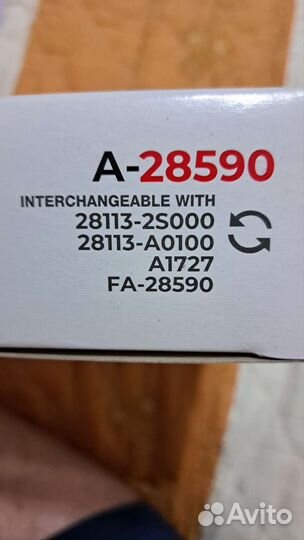 A-28590
INTERCHANGEABLE WITH
28113-2S000
28113-A0100
A1727
FA-28590
Avito